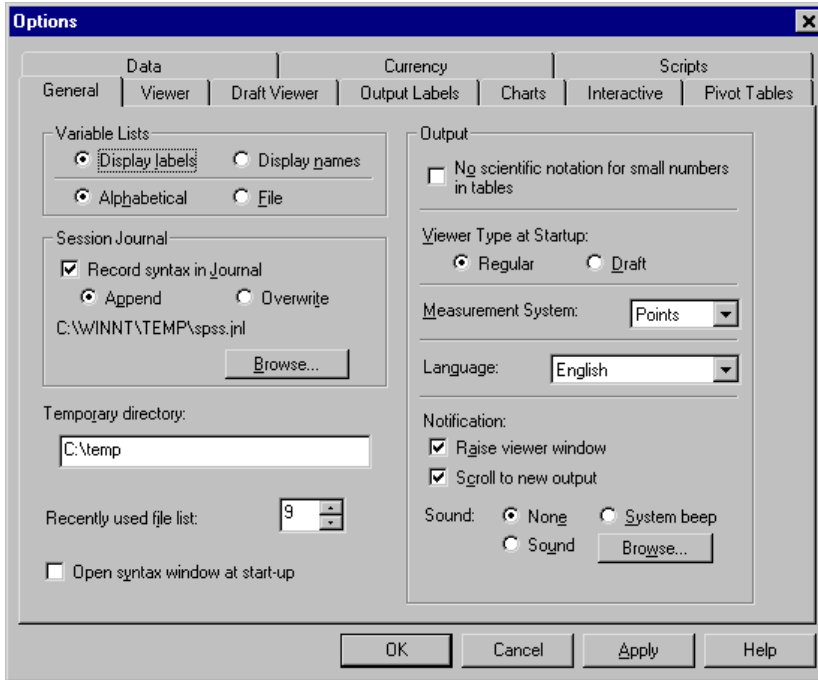 Options
Data Currency Scripts
General Viewer Draft Viewer Output Labels Charts Interactive Pivot Tables
Variable Lists
Display labels Display names
Alphabetical File
Session Journal
Record syntax in Journal
Append Overwrite
C:\WINNT\TEMP\spss.jnl
Browse...
Temporary directory:
C:\temp
Recently used file list: 9
Open syntax window at start-up
Output
No scientific notation for small numbers
in tables
Viewer Type at Startup:
Regular Draft
Measurement System: Points
Language: English
Notification:
Raise viewer window
Scroll to new output
Sound: None System beep
Sound Browse...
OK Cancel Apply Help